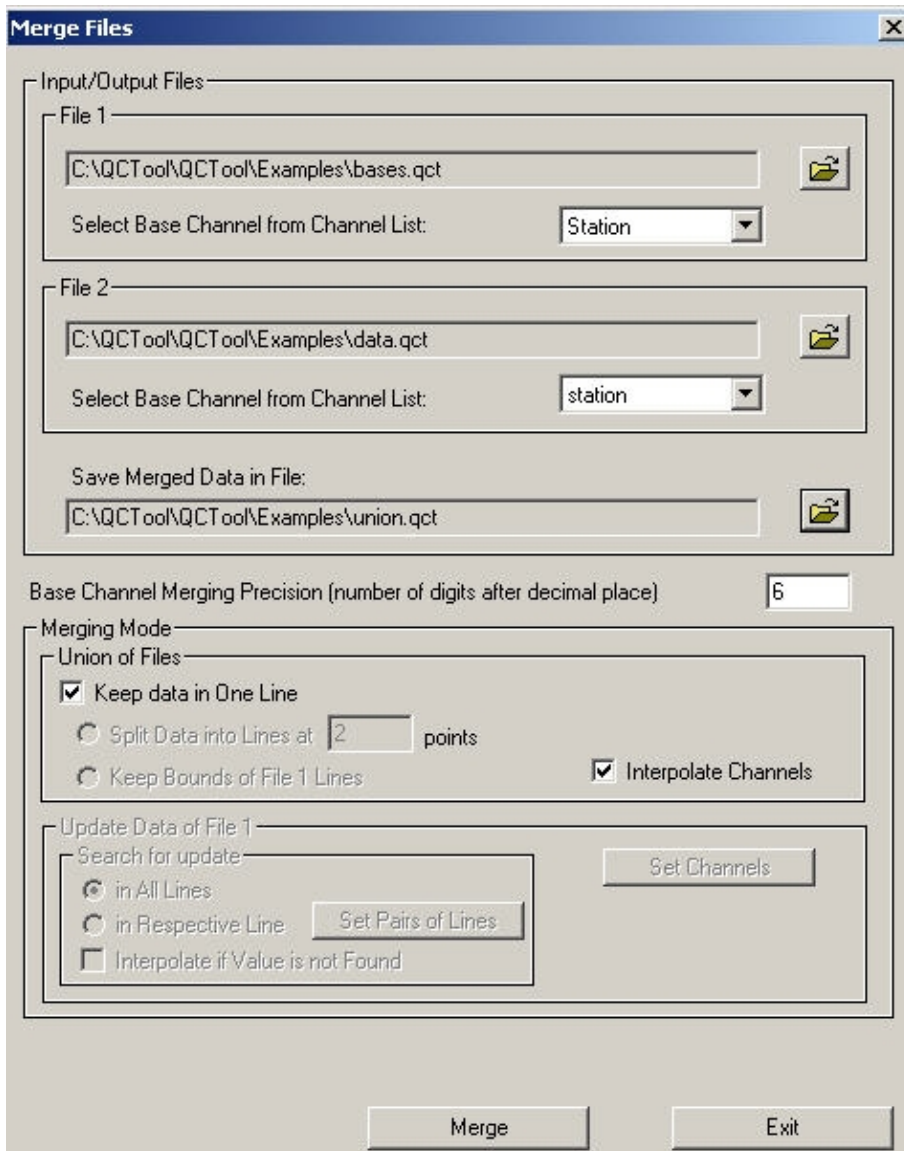 Merge Files
Input/Output Files
File 1
C:\QCTool\QCTool\Examples\bases.qct
Select Base Channel from Channel List:
Station
File 2
C:\QCTool\QCTool\Examples\data.qct
Select Base Channel from Channel List:
station
Save Merged Data in File:
C:\QCTool\QCTool\Examples\union.qct
Base Channel Merging Precision (number of digits after decimal place)
6
Merging Mode
Union of Files
Keep data in One Line
Split Data into Lines at 2 points
Keep Bounds of File 1 Lines
Interpolate Channels
Update Data of File 1
Search for update
Set Channels
in All Lines
in Respective Line
Set Pairs of Lines
Interpolate if Value is not Found
Merge
Exit